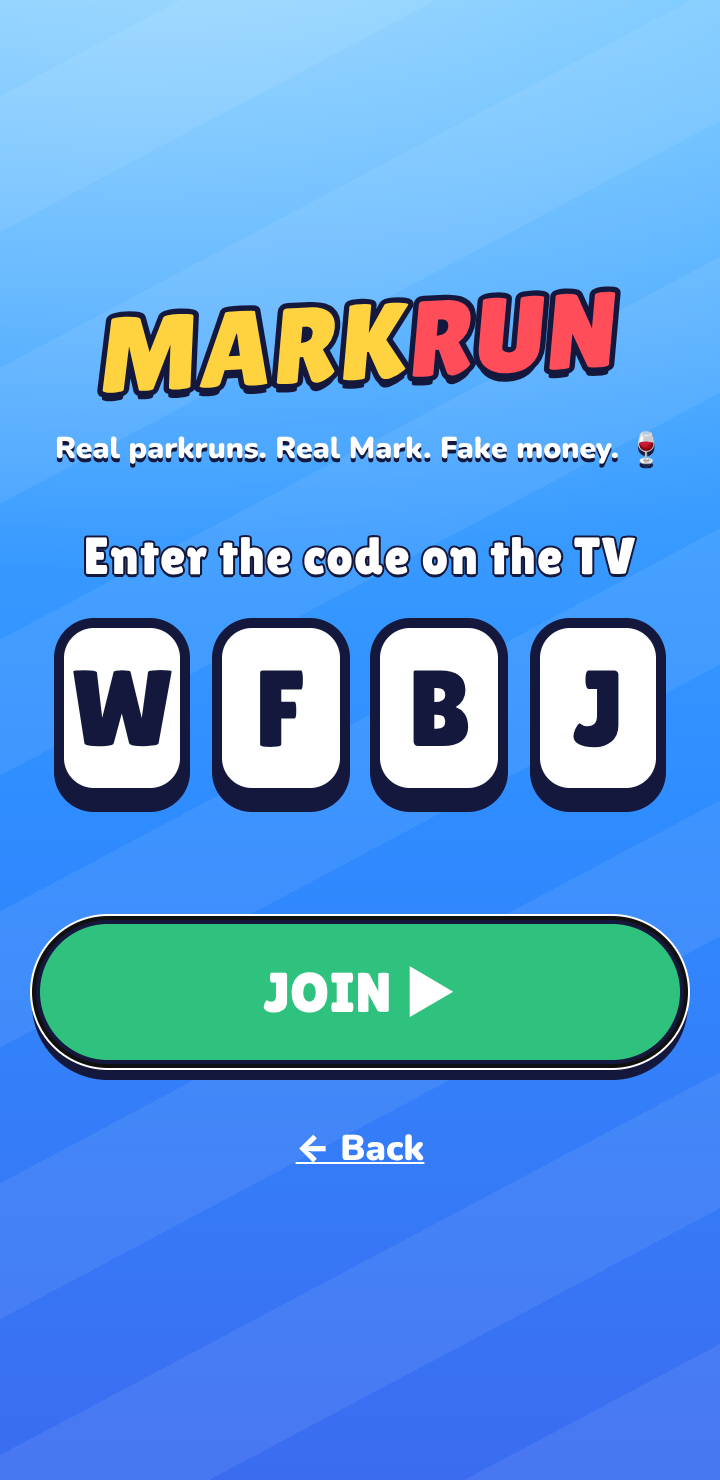 MARKRUN
Real parkruns. Real Mark. Fake money. 🍷
Enter the code on the TV
W F B J
JOIN ▶
← Back